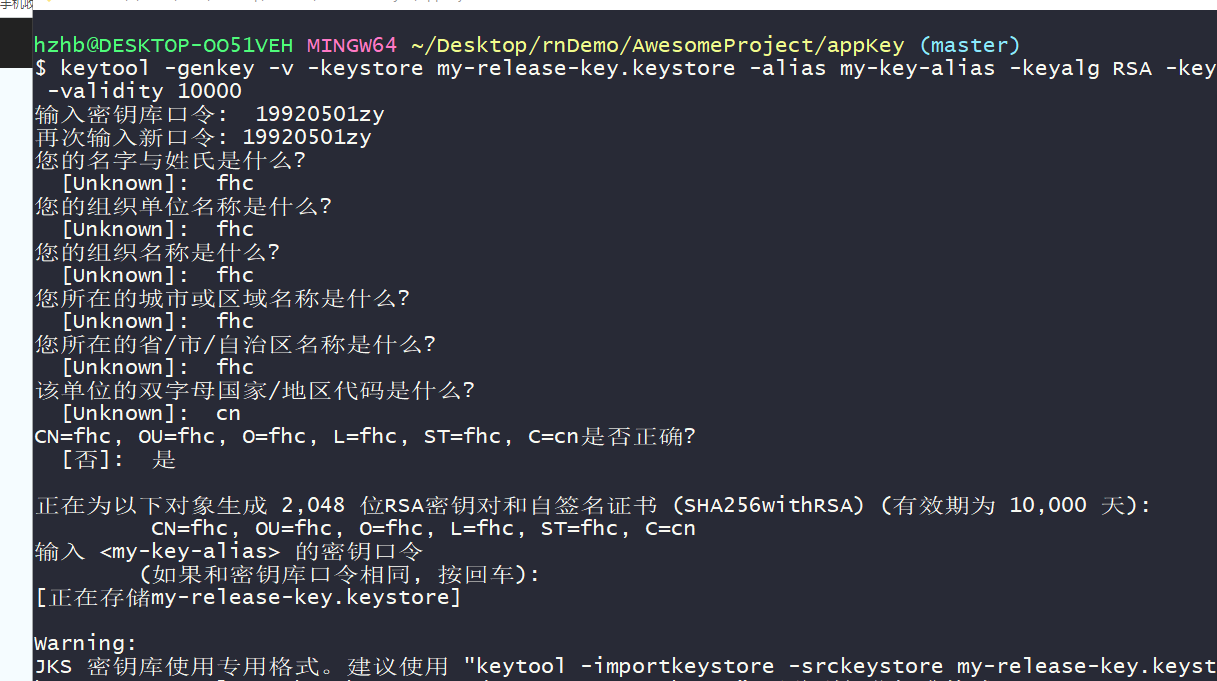 手机收
hzhb@DESKTOP-OO51VEH MINGW64 ~/Desktop/rnDemo/AwesomeProject/appKey (master)
$ keytool -genkey -v -keystore my-release-key.keystore -alias my-key-alias -keyalg RSA -key
-validity 10000
输入密钥库口令:  19920501zy
再次输入新口令: 19920501zy
您的名字与姓氏是什么?
[Unknown]:  fhc
您的组织单位名称是什么?
[Unknown]:  fhc
您的组织名称是什么?
[Unknown]:  fhc
您所在的城市或区域名称是什么?
[Unknown]:  fhc
您所在的省/市/自治区名称是什么?
[Unknown]:  fhc
该单位的双字母国家/地区代码是什么?
[Unknown]:  cn
CN=fhc, OU=fhc, O=fhc, L=fhc, ST=fhc, C=cn是否正确?
[否]:  是
正在为以下对象生成 2,048 位RSA密钥对和自签名证书 (SHA256withRSA) (有效期为 10,000 天):
CN=fhc, OU=fhc, O=fhc, L=fhc, ST=fhc, C=cn
输入 <my-key-alias> 的密钥口令
(如果和密钥库口令相同, 按回车):
[正在存储my-release-key.keystore]
Warning:
JKS 密钥库使用专用格式。建议使用 "keytool -importkeystore -srckeystore my-release-key.keyst